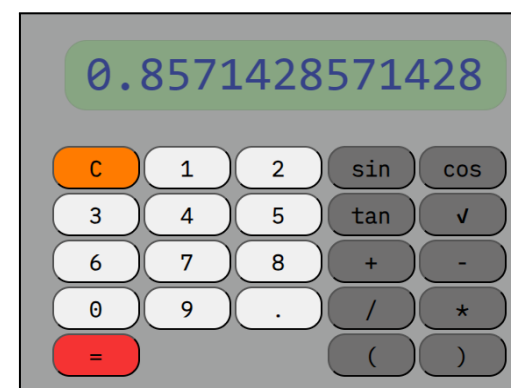 0.8571428571428
C 1 2 sin cos
3 4 5 tan √
6 7 8 + -
0 9 . / *
= ( )